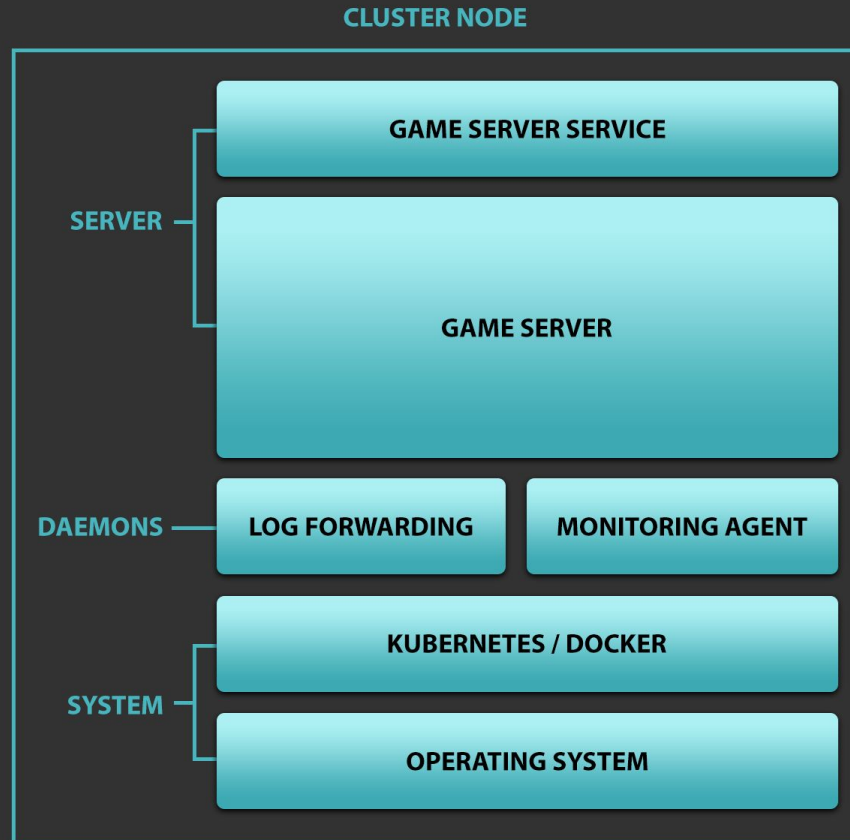 CLUSTER NODE
GAME SERVER SERVICE
SERVER
GAME SERVER
DAEMONS
LOG FORWARDING
MONITORING AGENT
KUBERNETES / DOCKER
SYSTEM
OPERATING SYSTEM